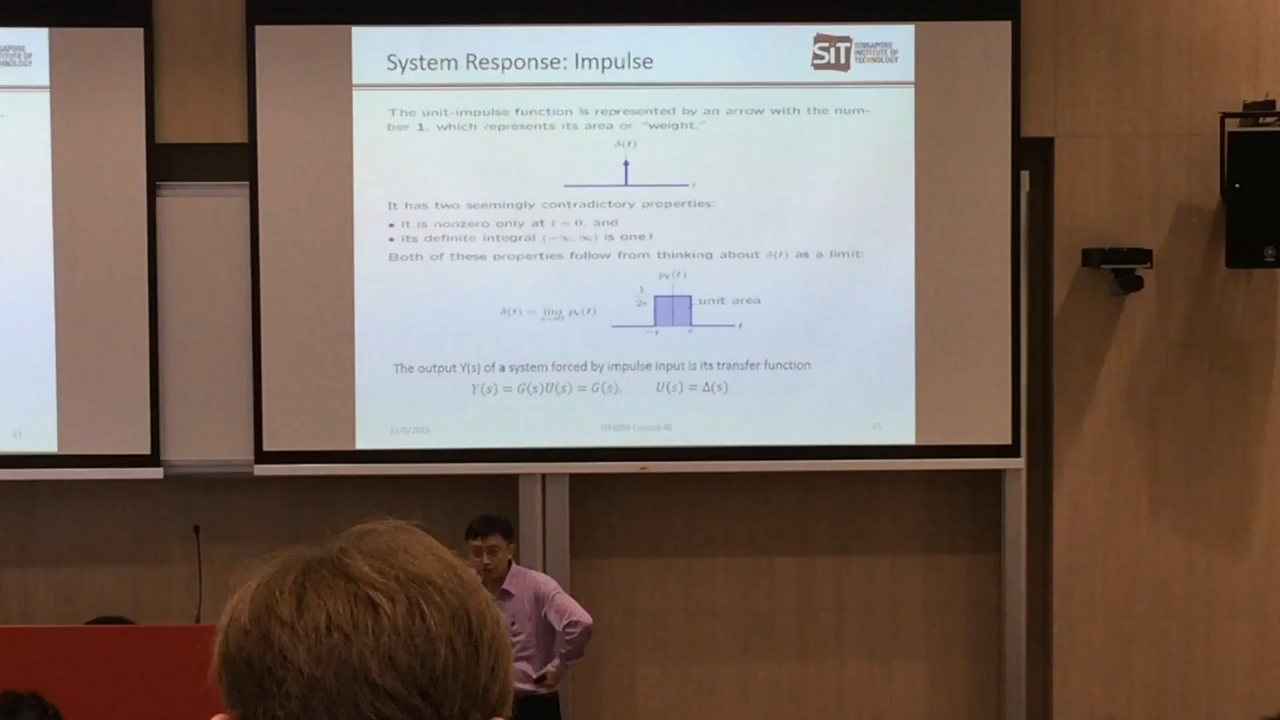 System Response: Impulse
SiT SINGAPORE
INSTITUTE OF
TECHNOLOGY
The unit-impulse function is represented by an arrow with the num-
ber 1, which represents its area or "weight."
δ(t)
t
It has two seemingly contradictory properties:
• it is nonzero only at t = 0, and
• its definite integral (−∞, ∞) is one!
Both of these properties follow from thinking about δ(t) as a limit:
1
unit area
t
The output Y(s) of a system forced by impulse input is its transfer function
Y(s) = G(s)U(s) = G(s), U(s) = Δ(s)
23